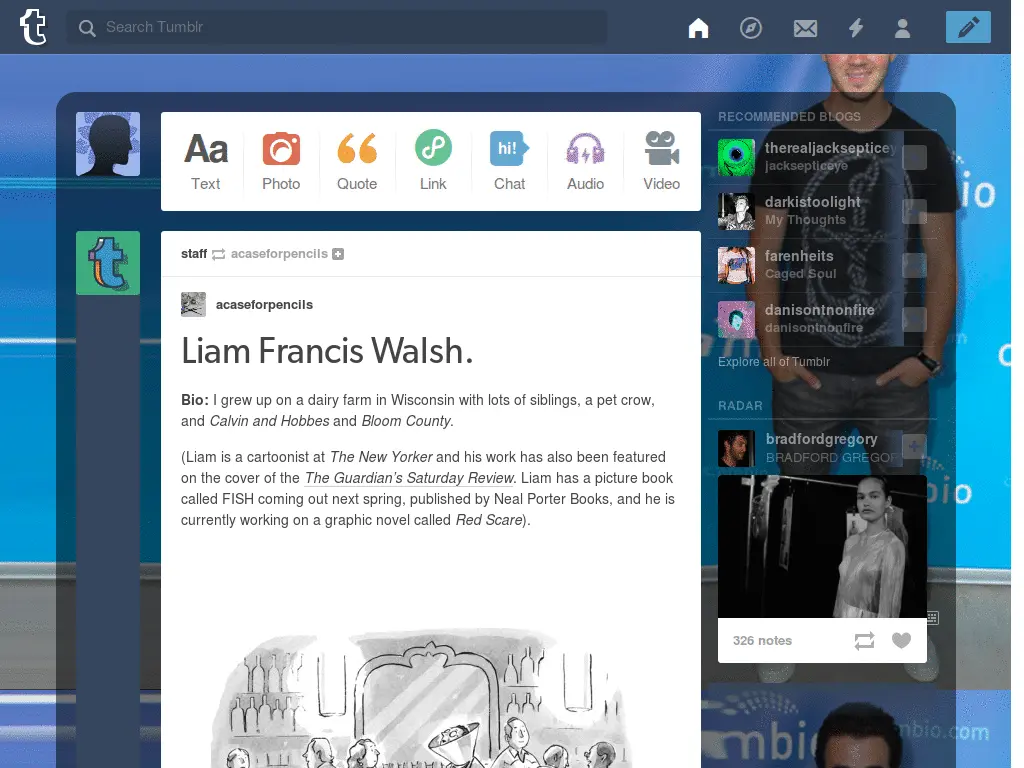 Search Tumblr
Aa
Text
Photo
Quote
Link
hi!
Chat
Audio
Video
staff acaseforpencils
acaseforpencils
Liam Francis Walsh.
Bio: I grew up on a dairy farm in Wisconsin with lots of siblings, a pet crow,
and Calvin and Hobbes and Bloom County.
(Liam is a cartoonist at The New Yorker and his work has also been featured
on the cover of the The Guardian's Saturday Review. Liam has a picture book
called FISH coming out next spring, published by Neal Porter Books, and he is
currently working on a graphic novel called Red Scare).
RECOMMENDED BLOGS
therealjacksepticey
jacksepticeye
darkistoolight
My Thoughts
farenheits
Caged Soul
danisontnonfire
danisontnonfire
Explore all of Tumblr
RADAR
bradfordgregory
BRADFORD GREGOR
326 notes
io
bio
mbio
mbio.com